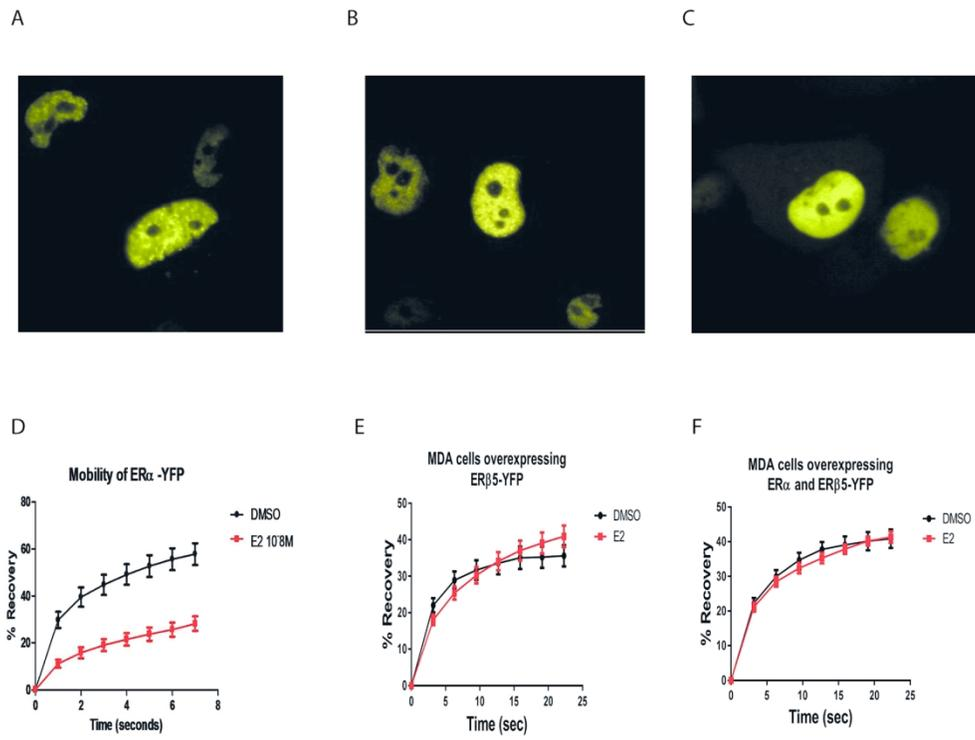 A
B
C
D
Mobility of ERα -YFP
% Recovery
80
60
40
20
0
0 2 4 6 8
Time (seconds)
DMSO
E2 10⁻8M
E
MDA cells overexpressing
ERβ5-YFP
% Recovery
50
40
30
20
10
0
0 5 10 15 20 25
Time (sec)
DMSO
E2
F
MDA cells overexpressing
ERα and ERβ5-YFP
% Recovery
50
40
30
20
10
0
0 5 10 15 20 25
Time (sec)
DMSO
E2